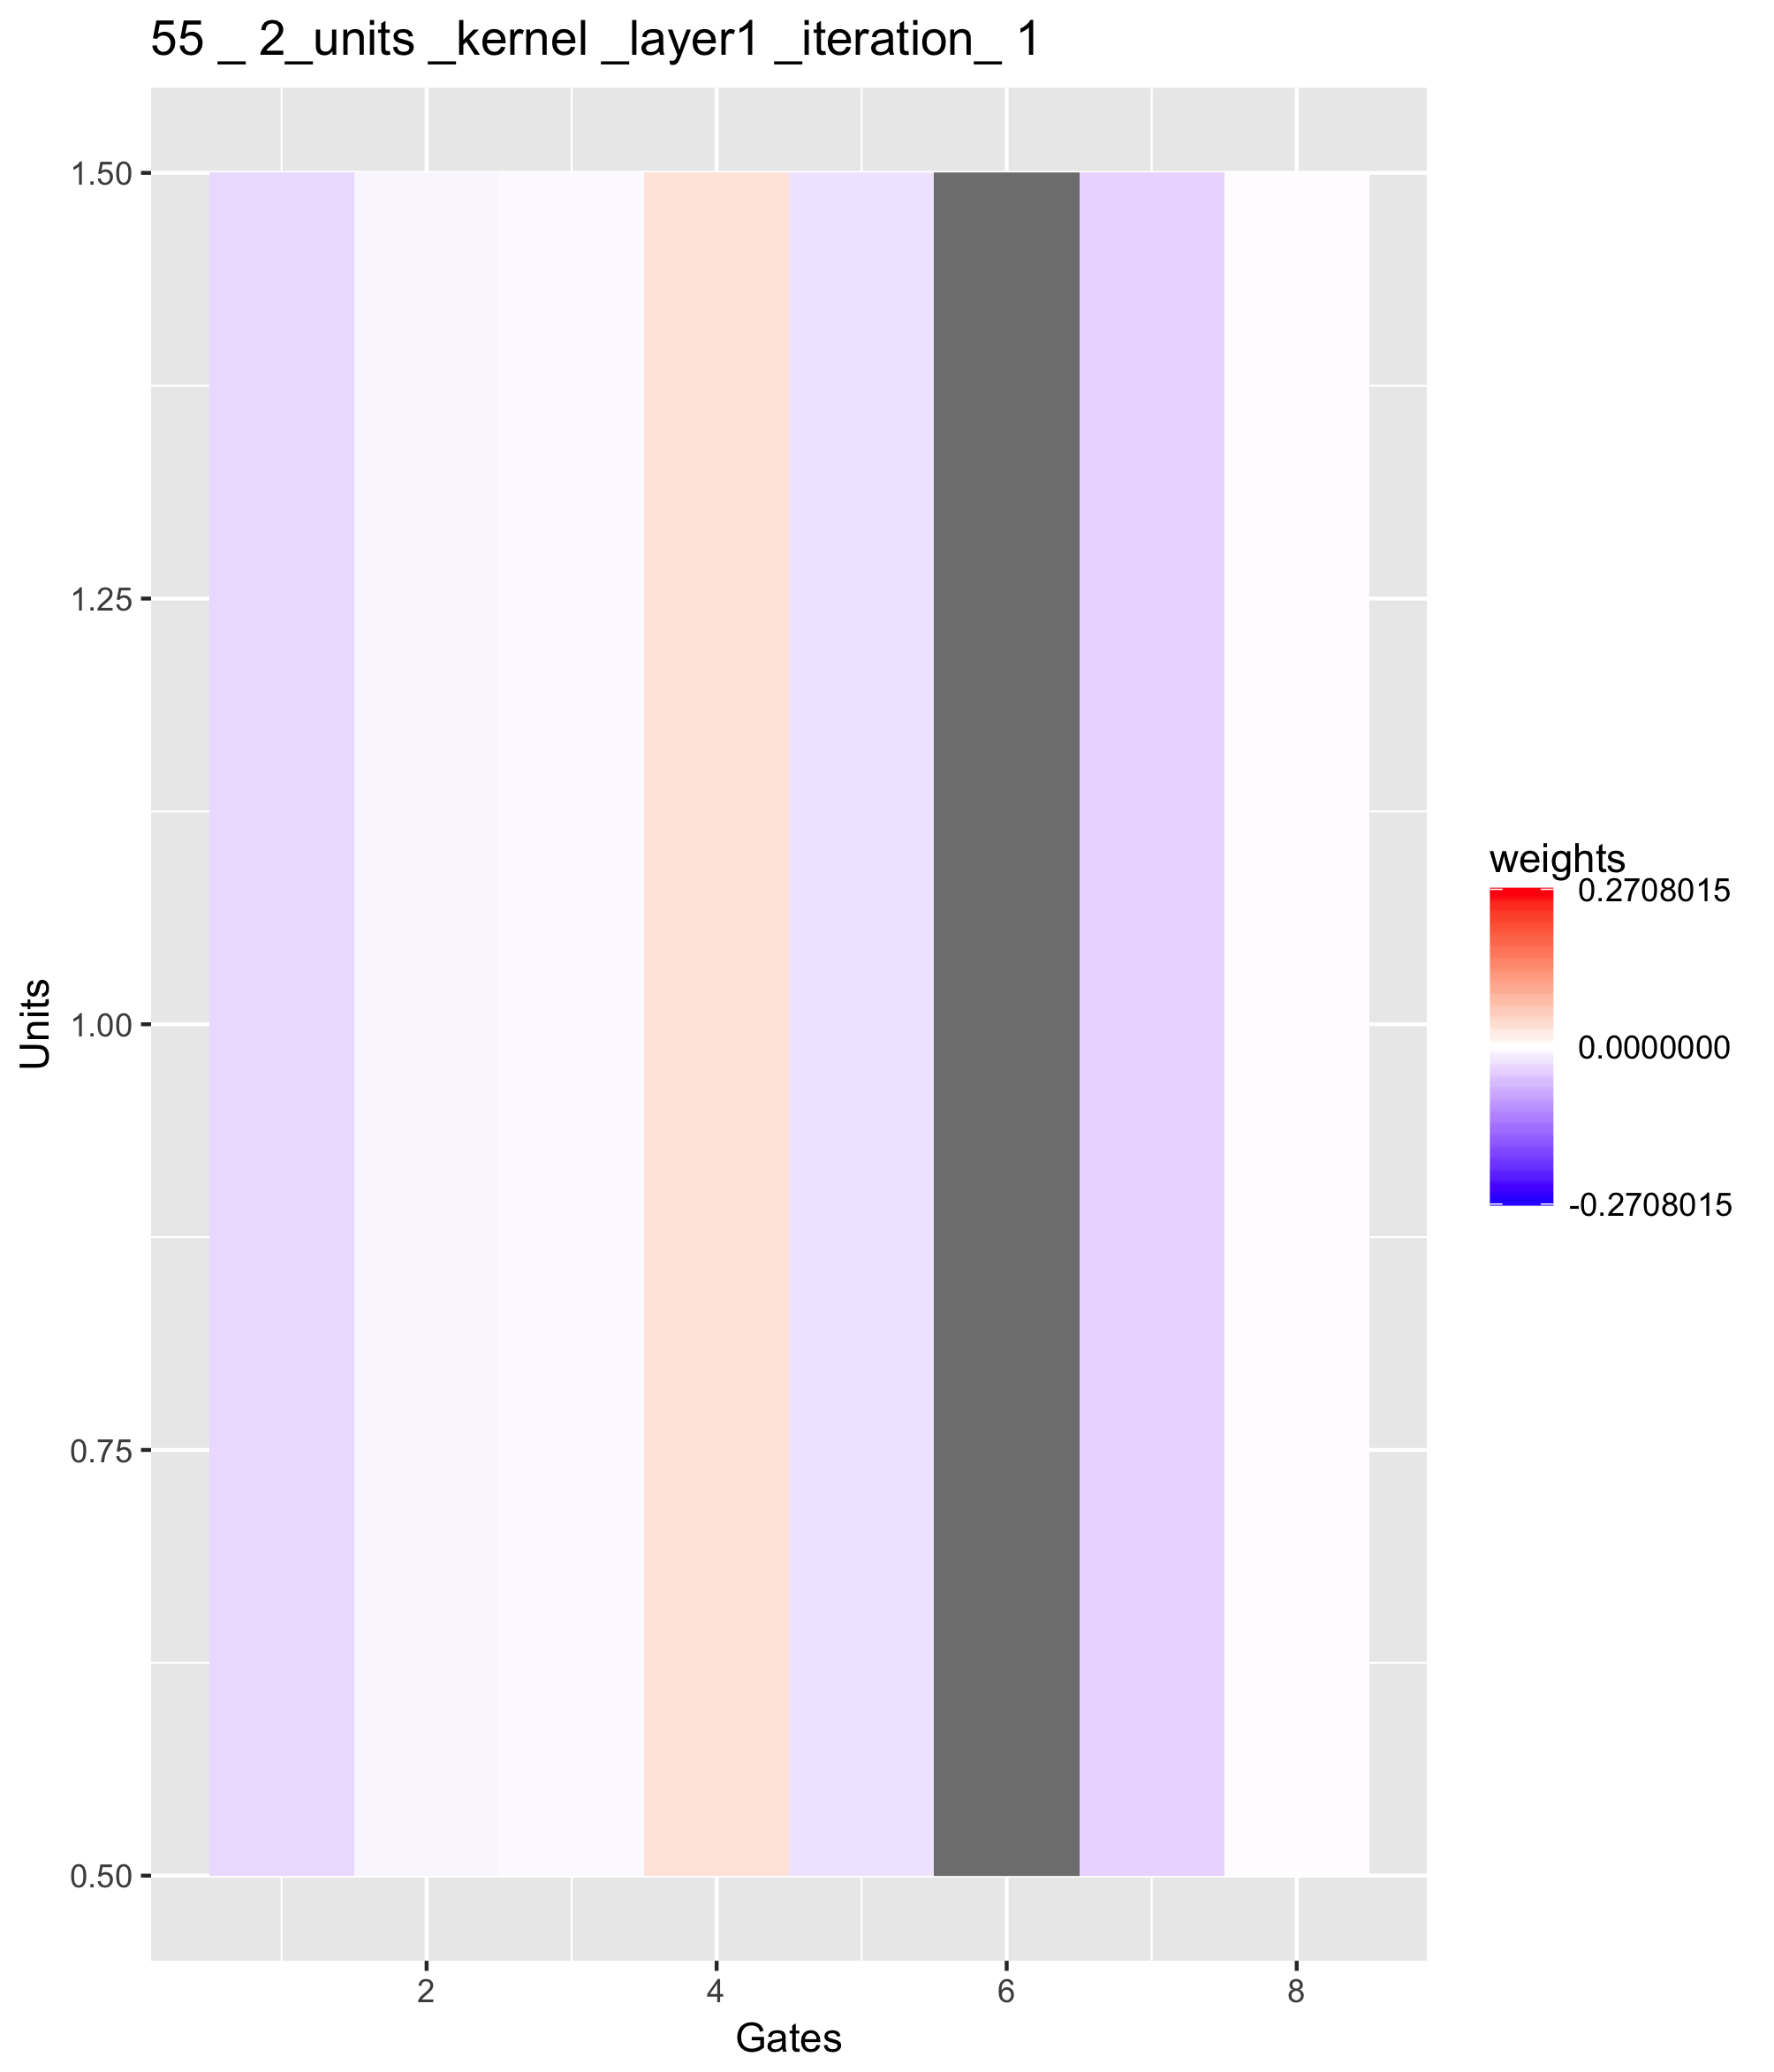 55 _ 2_units _kernel _layer1 _iteration_ 1
1.50
1.25
1.00
0.75
0.50
Units
2 4 6 8
Gates
weights
0.2708015
0.0000000
-0.2708015